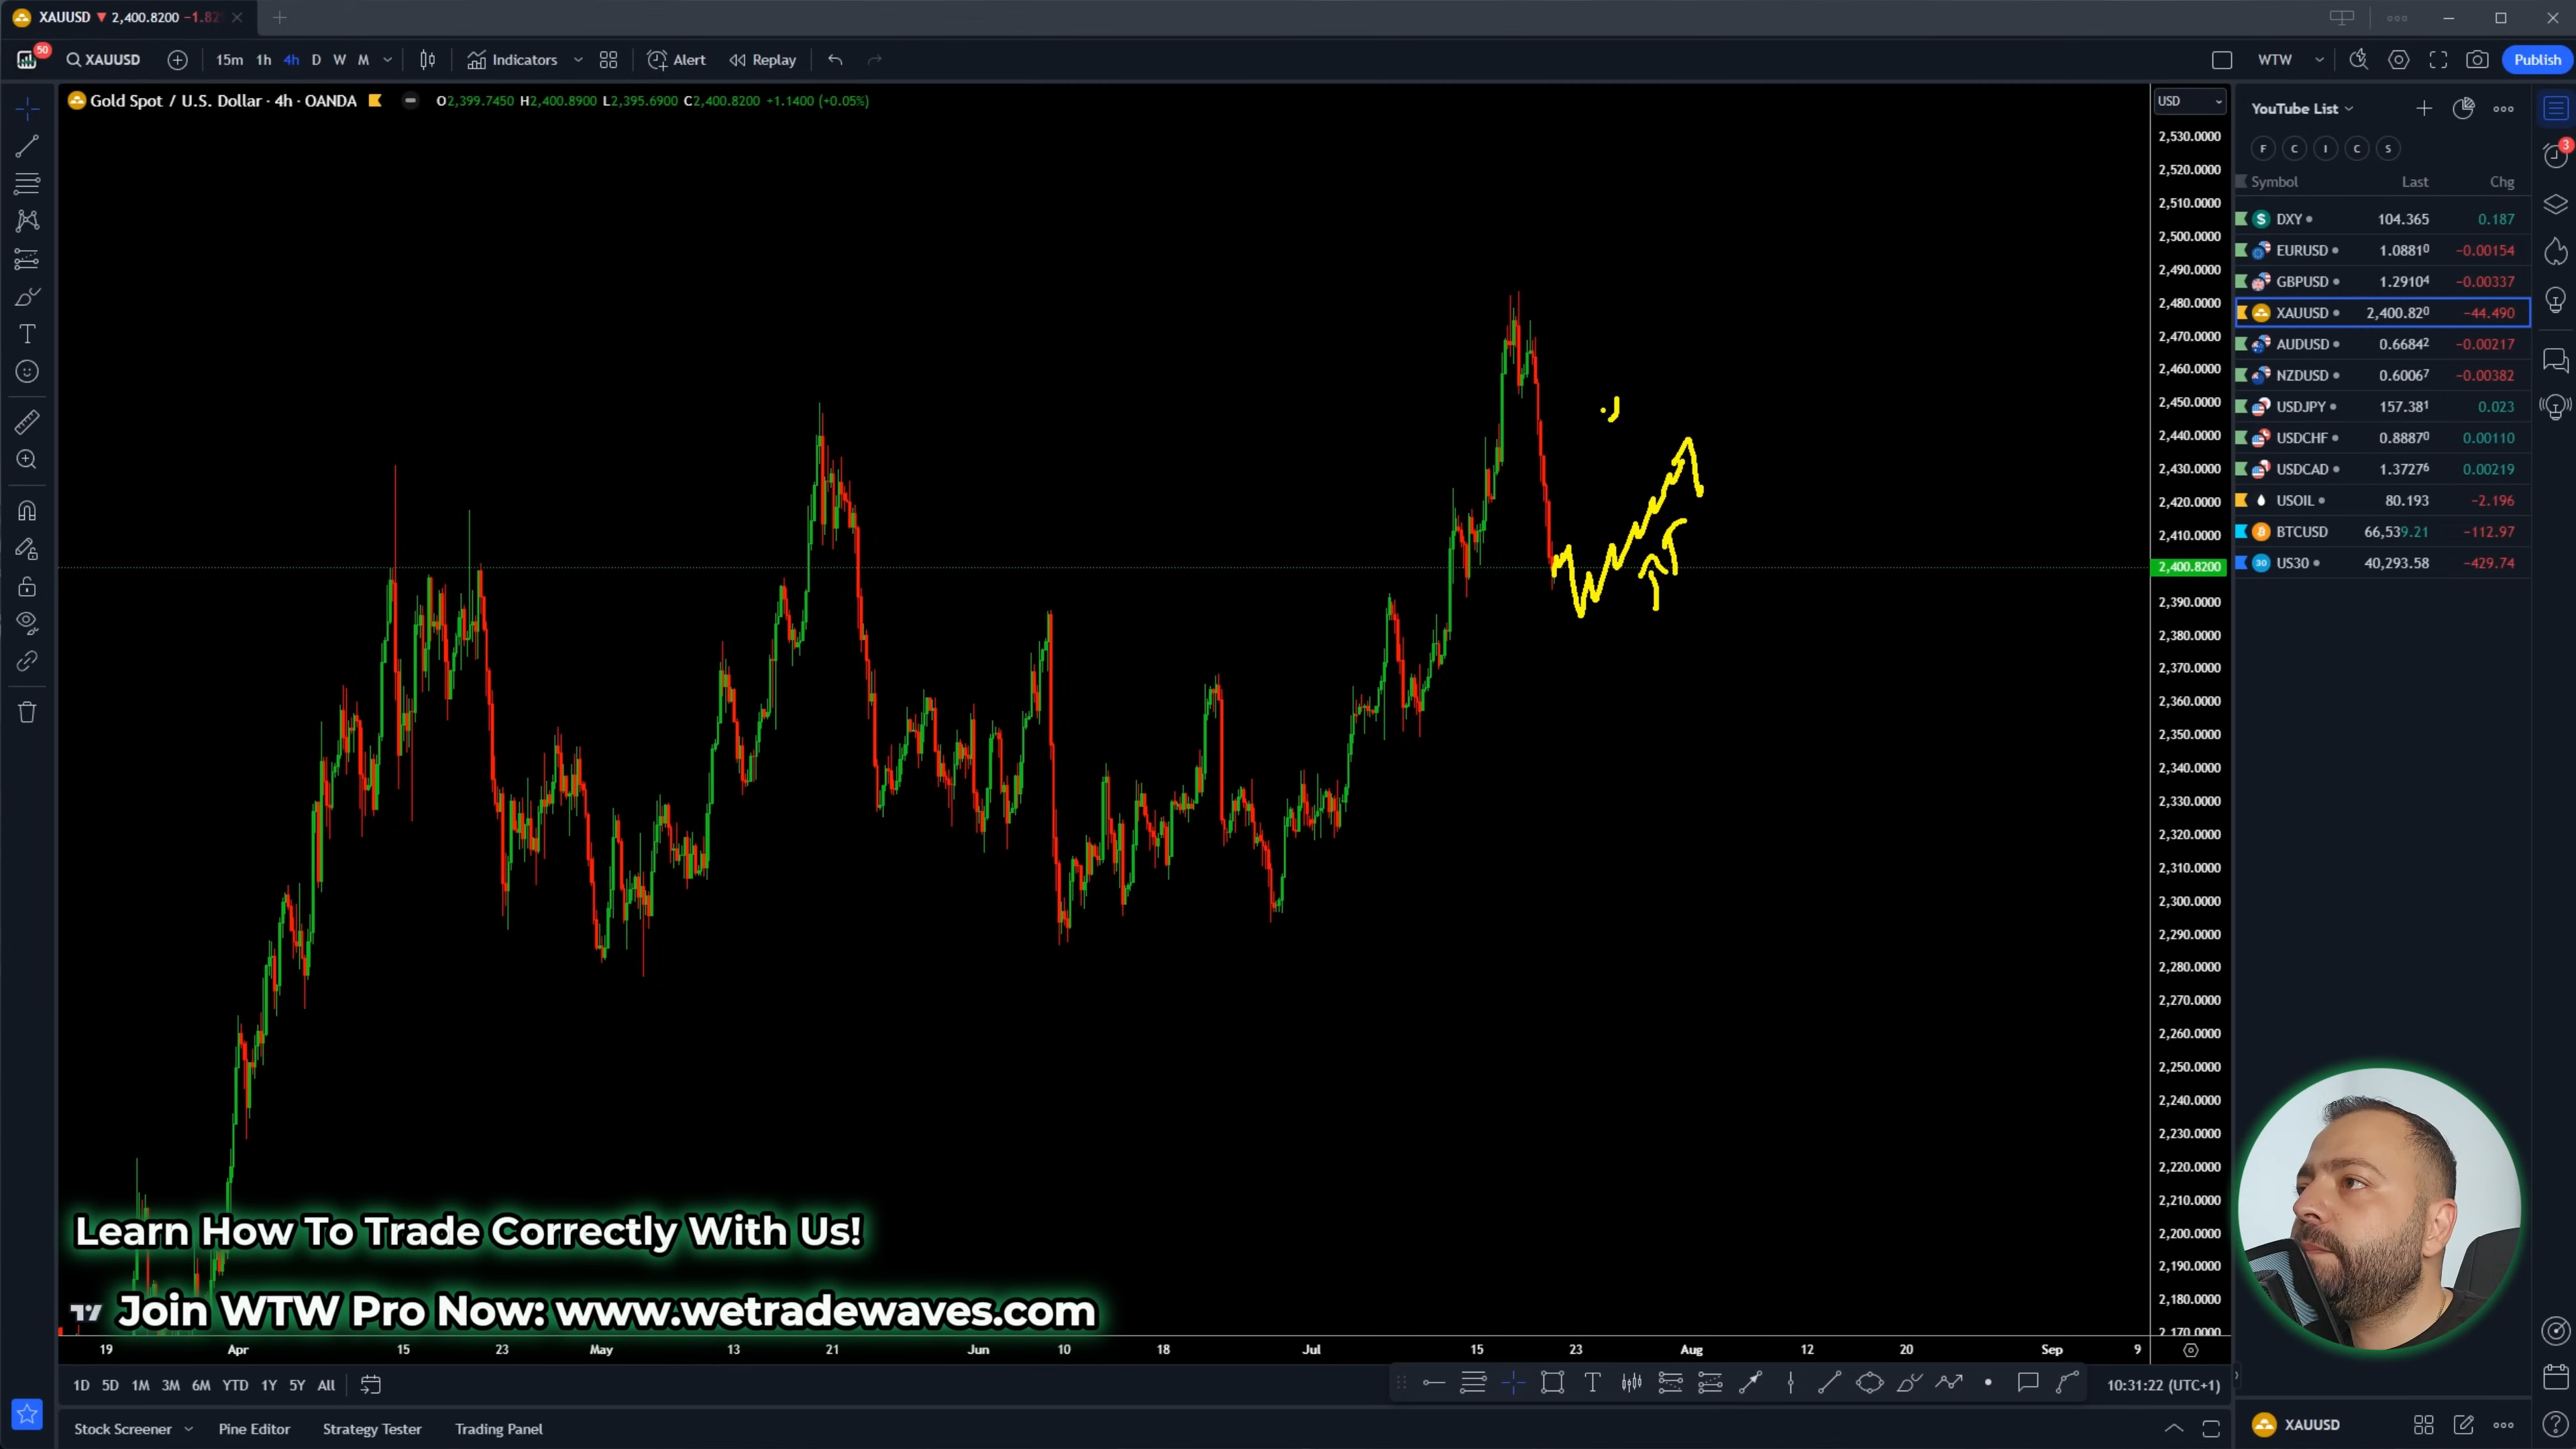 XAUUSD ▼ 2,400.8200 −1.82
50
XAUUSD 15m 1h 4h D W M Indicators Alert Replay WTW Publish
Gold Spot / U.S. Dollar · 4h · OANDA O2,399.7450 H2,400.8900 L2,395.6900 C2,400.8200 +1.1400 (+0.05%)
USD
2,530.0000
2,520.0000
2,510.0000
2,500.0000
2,490.0000
2,480.0000
2,470.0000
2,460.0000
2,450.0000
2,440.0000
2,430.0000
2,420.0000
2,410.0000
2,400.8200
2,390.0000
2,380.0000
2,370.0000
2,360.0000
2,350.0000
2,340.0000
2,330.0000
2,320.0000
2,310.0000
2,300.0000
2,290.0000
2,280.0000
2,270.0000
2,260.0000
2,250.0000
2,240.0000
2,230.0000
2,220.0000
2,210.0000
2,200.0000
2,190.0000
2,180.0000
2,170.0000
YouTube List
F C I C S
3
Symbol Last Chg
DXY 104.365 0.187
EURUSD 1.08810 −0.00154
GBPUSD 1.29104 −0.00337
XAUUSD 2,400.820 −44.490
AUDUSD 0.66842 −0.00217
NZDUSD 0.60067 −0.00382
USDJPY 157.381 0.023
USDCHF 0.88870 0.00110
USDCAD 1.37276 0.00219
USOIL 80.193 −2.196
BTCUSD 66,539.21 −112.97
30 US30 40,293.58 −429.74
Learn How To Trade Correctly With Us!
Join WTW Pro Now: www.wetradewaves.com
19 Apr 15 23 May 13 21 Jun 10 18 Jul 15 23 Aug 12 20 Sep 9
1D 5D 1M 3M 6M YTD 1Y 5Y All 10:31:22 (UTC+1)
Stock Screener Pine Editor Strategy Tester Trading Panel
XAUUSD